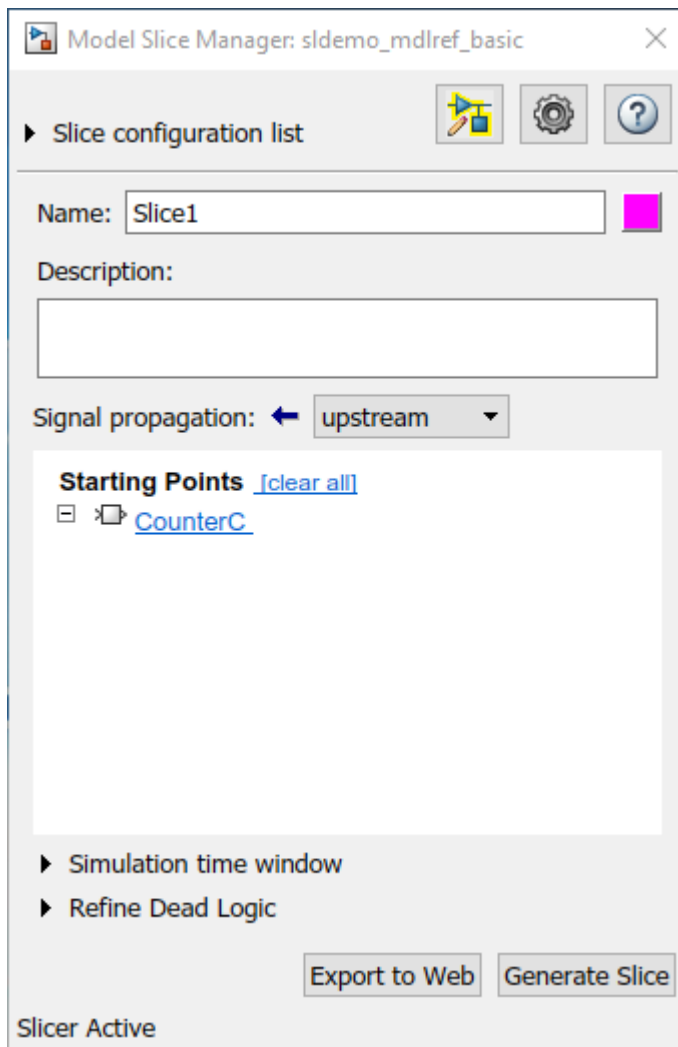 Model Slice Manager: sldemo_mdlref_basic
Slice configuration list
?
Name: Slice1
Description:
Signal propagation: upstream
Starting Points [clear all]
CounterC
Simulation time window
Refine Dead Logic
Export to Web Generate Slice
Slicer Active